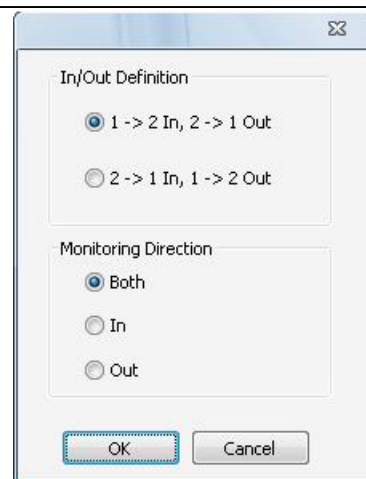 In/Out Definition
1 -> 2 In, 2 -> 1 Out
2 -> 1 In, 1 -> 2 Out
Monitoring Direction
Both
In
Out
OK Cancel